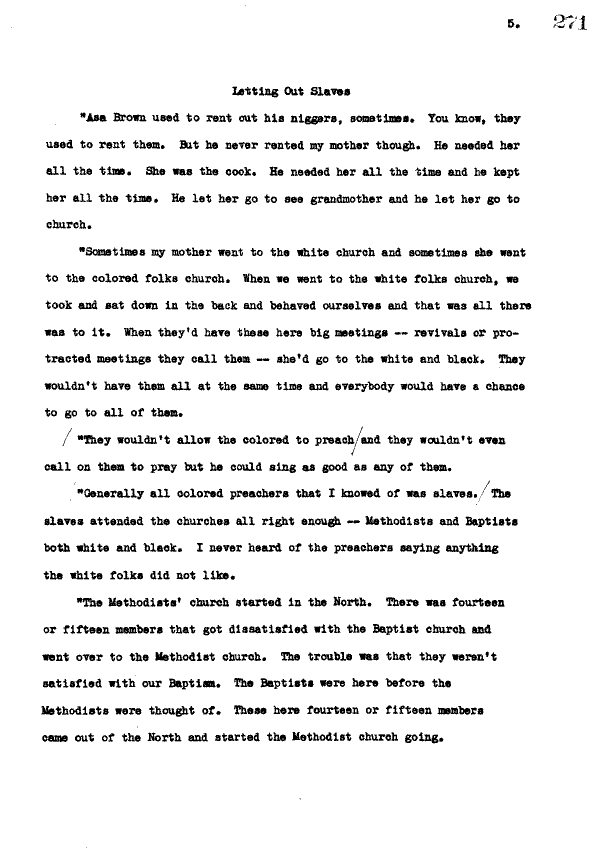 5. 271
Letting Out Slaves
"Asa Brown used to rent out his niggers, sometimes. You know, they
used to rent them. But he never rented my mother though. He needed her
all the time. She was the cook. He needed her all the time and he kept
her all the time. He let her go to see grandmother and he let her go to
church.
"Sometimes my mother went to the white church and sometimes she went
to the colored folks church. When we went to the white folks church, we
took and sat down in the back and behaved ourselves and that was all there
was to it. When they'd have these here big meetings -- revivals or pro-
tracted meetings they call them -- she'd go to the white and black. They
wouldn't have them all at the same time and everybody would have a chance
to go to all of them.
/ "They wouldn't allow the colored to preach/and they wouldn't even
call on them to pray but he could sing as good as any of them.
"Generally all colored preachers that I knowed of was slaves./ The
slaves attended the churches all right enough -- Methodists and Baptists
both white and black. I never heard of the preachers saying anything
the white folks did not like.
"The Methodists' church started in the North. There was fourteen
or fifteen members that got dissatisfied with the Baptist church and
went over to the Methodist church. The trouble was that they weren't
satisfied with our Baptism. The Baptists were here before the
Methodists were thought of. These here fourteen or fifteen members
came out of the North and started the Methodist church going.